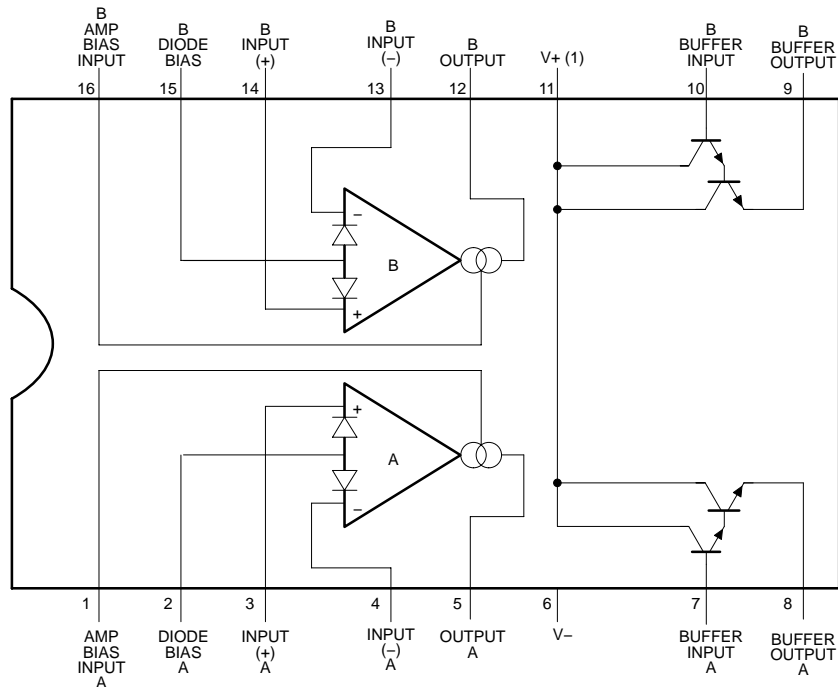 B
AMP
BIAS
INPUT
B
DIODE
BIAS
B
INPUT
(+)
B
INPUT
(–)
B
OUTPUT
V+ (1)
B
BUFFER
INPUT
B
BUFFER
OUTPUT
16
15
14
13
12
11
10
9
–
B
+
+
A
–
1
2
3
4
5
6
7
8
AMP
BIAS
INPUT
A
DIODE
BIAS
A
INPUT
(+)
A
INPUT
(–)
A
OUTPUT
A
V–
BUFFER
INPUT
A
BUFFER
OUTPUT
A